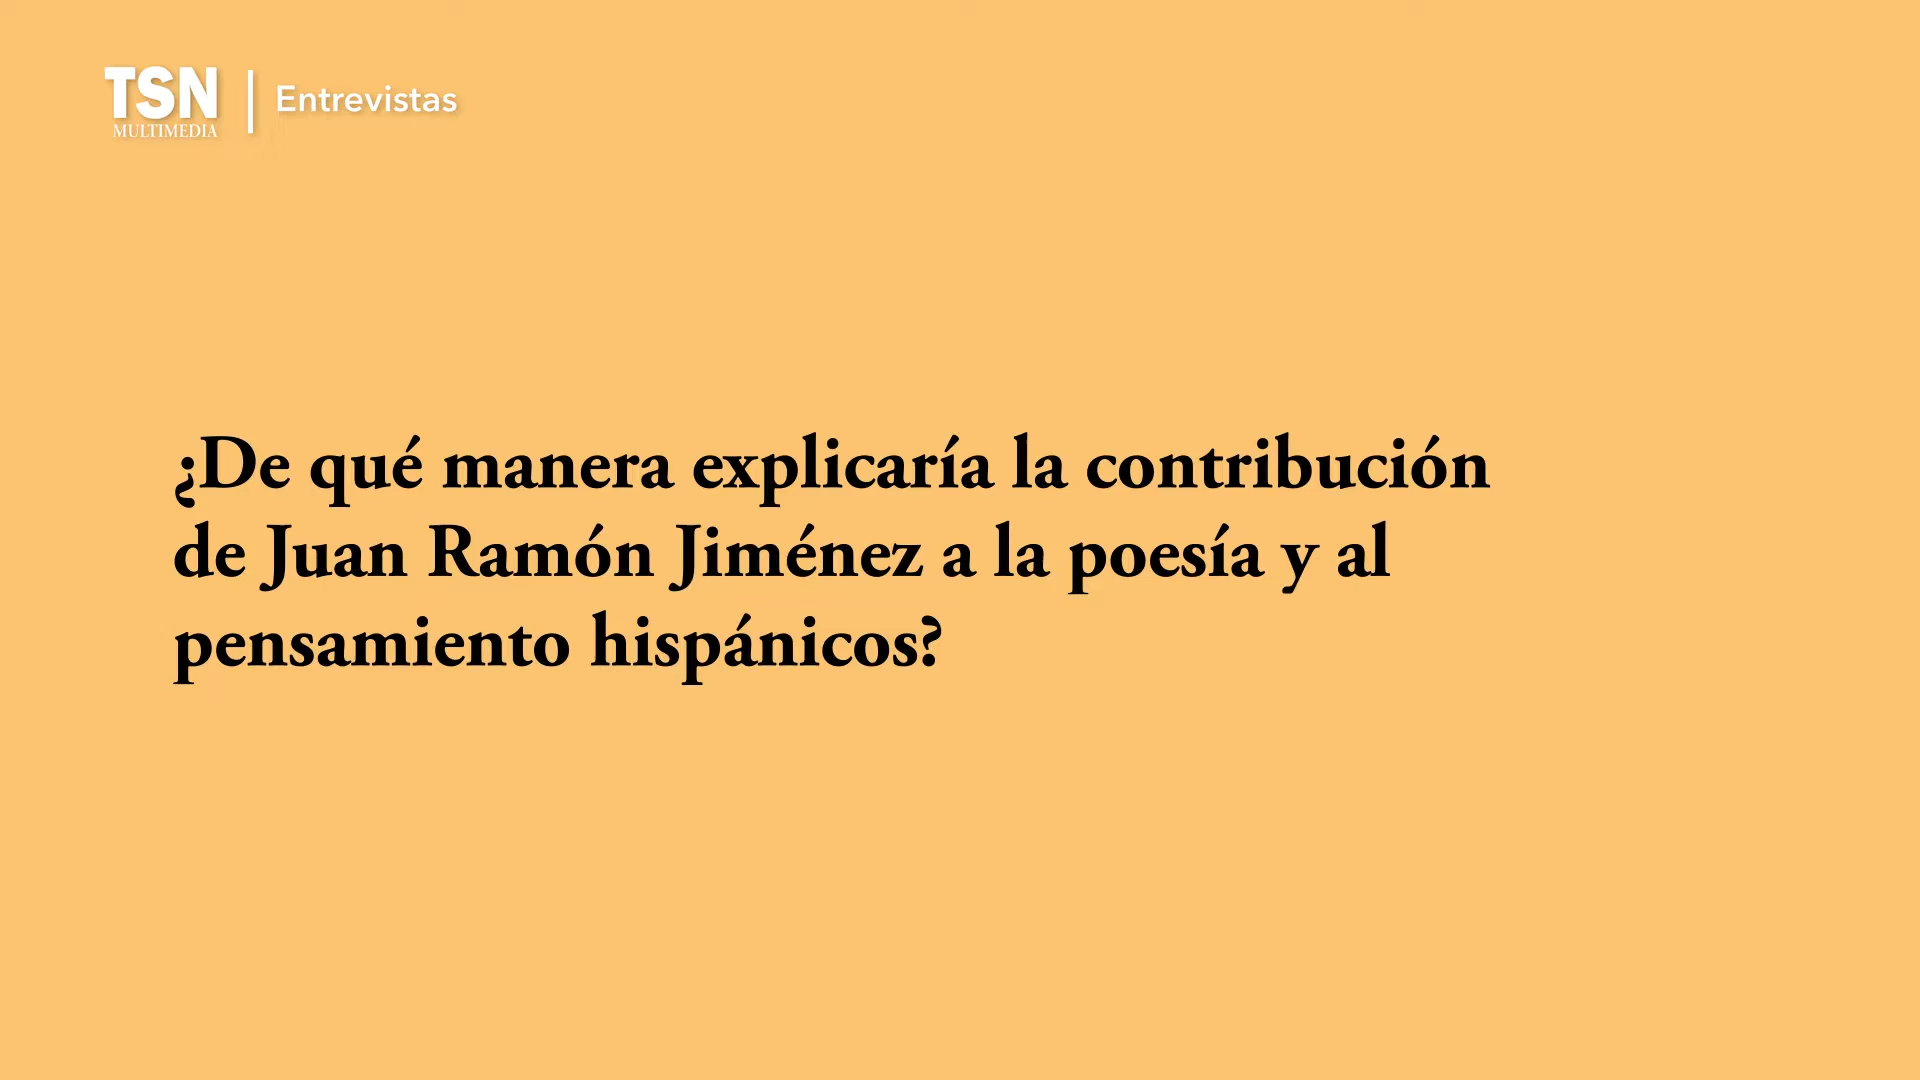 TSN
MULTIMEDIA
Entrevistas
¿De qué manera explicaría la contribución
de Juan Ramón Jiménez a la poesía y al
pensamiento hispánicos?